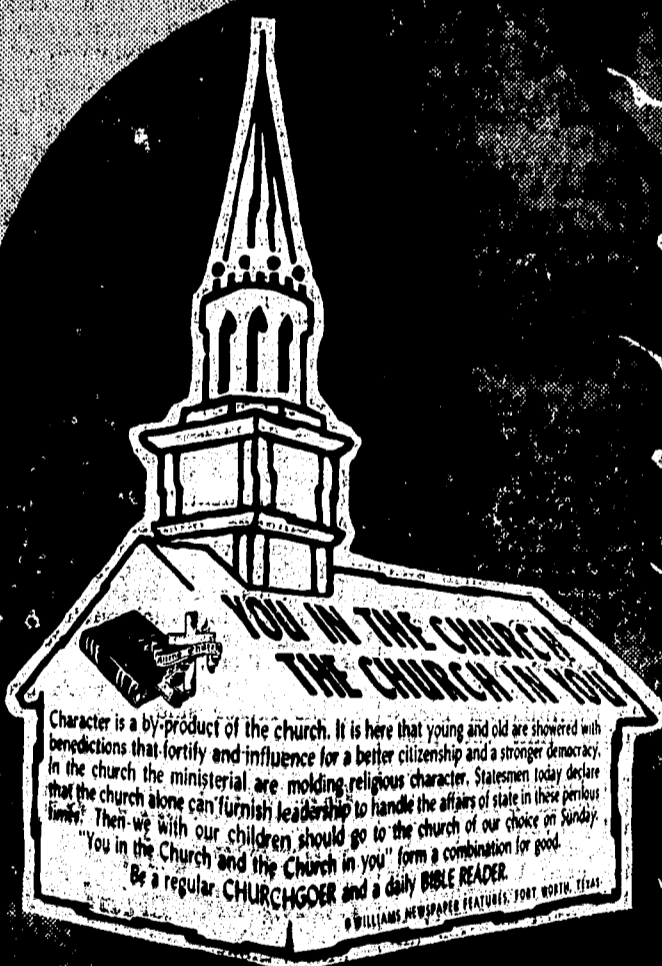 YOU IN THE CHURCH
THE CHURCH IN YOU
Attend Church
Character is a by-product of the church. It is here that young and old are showered with
benedictions that fortify and influence for a better citizenship and a stronger democracy.
In the church the ministerial are molding religious character. Statesmen today declare
that the church alone can furnish leadership to handle the affairs of state in these perilous
times. Then we with our children should go to the church of our choice on Sunday.
"You in the Church and the Church in you" form a combination for good.
Be a regular CHURCHGOER and a daily BIBLE READER.
© WILLIAMS NEWSPAPER FEATURES, FORT WORTH, TEXAS